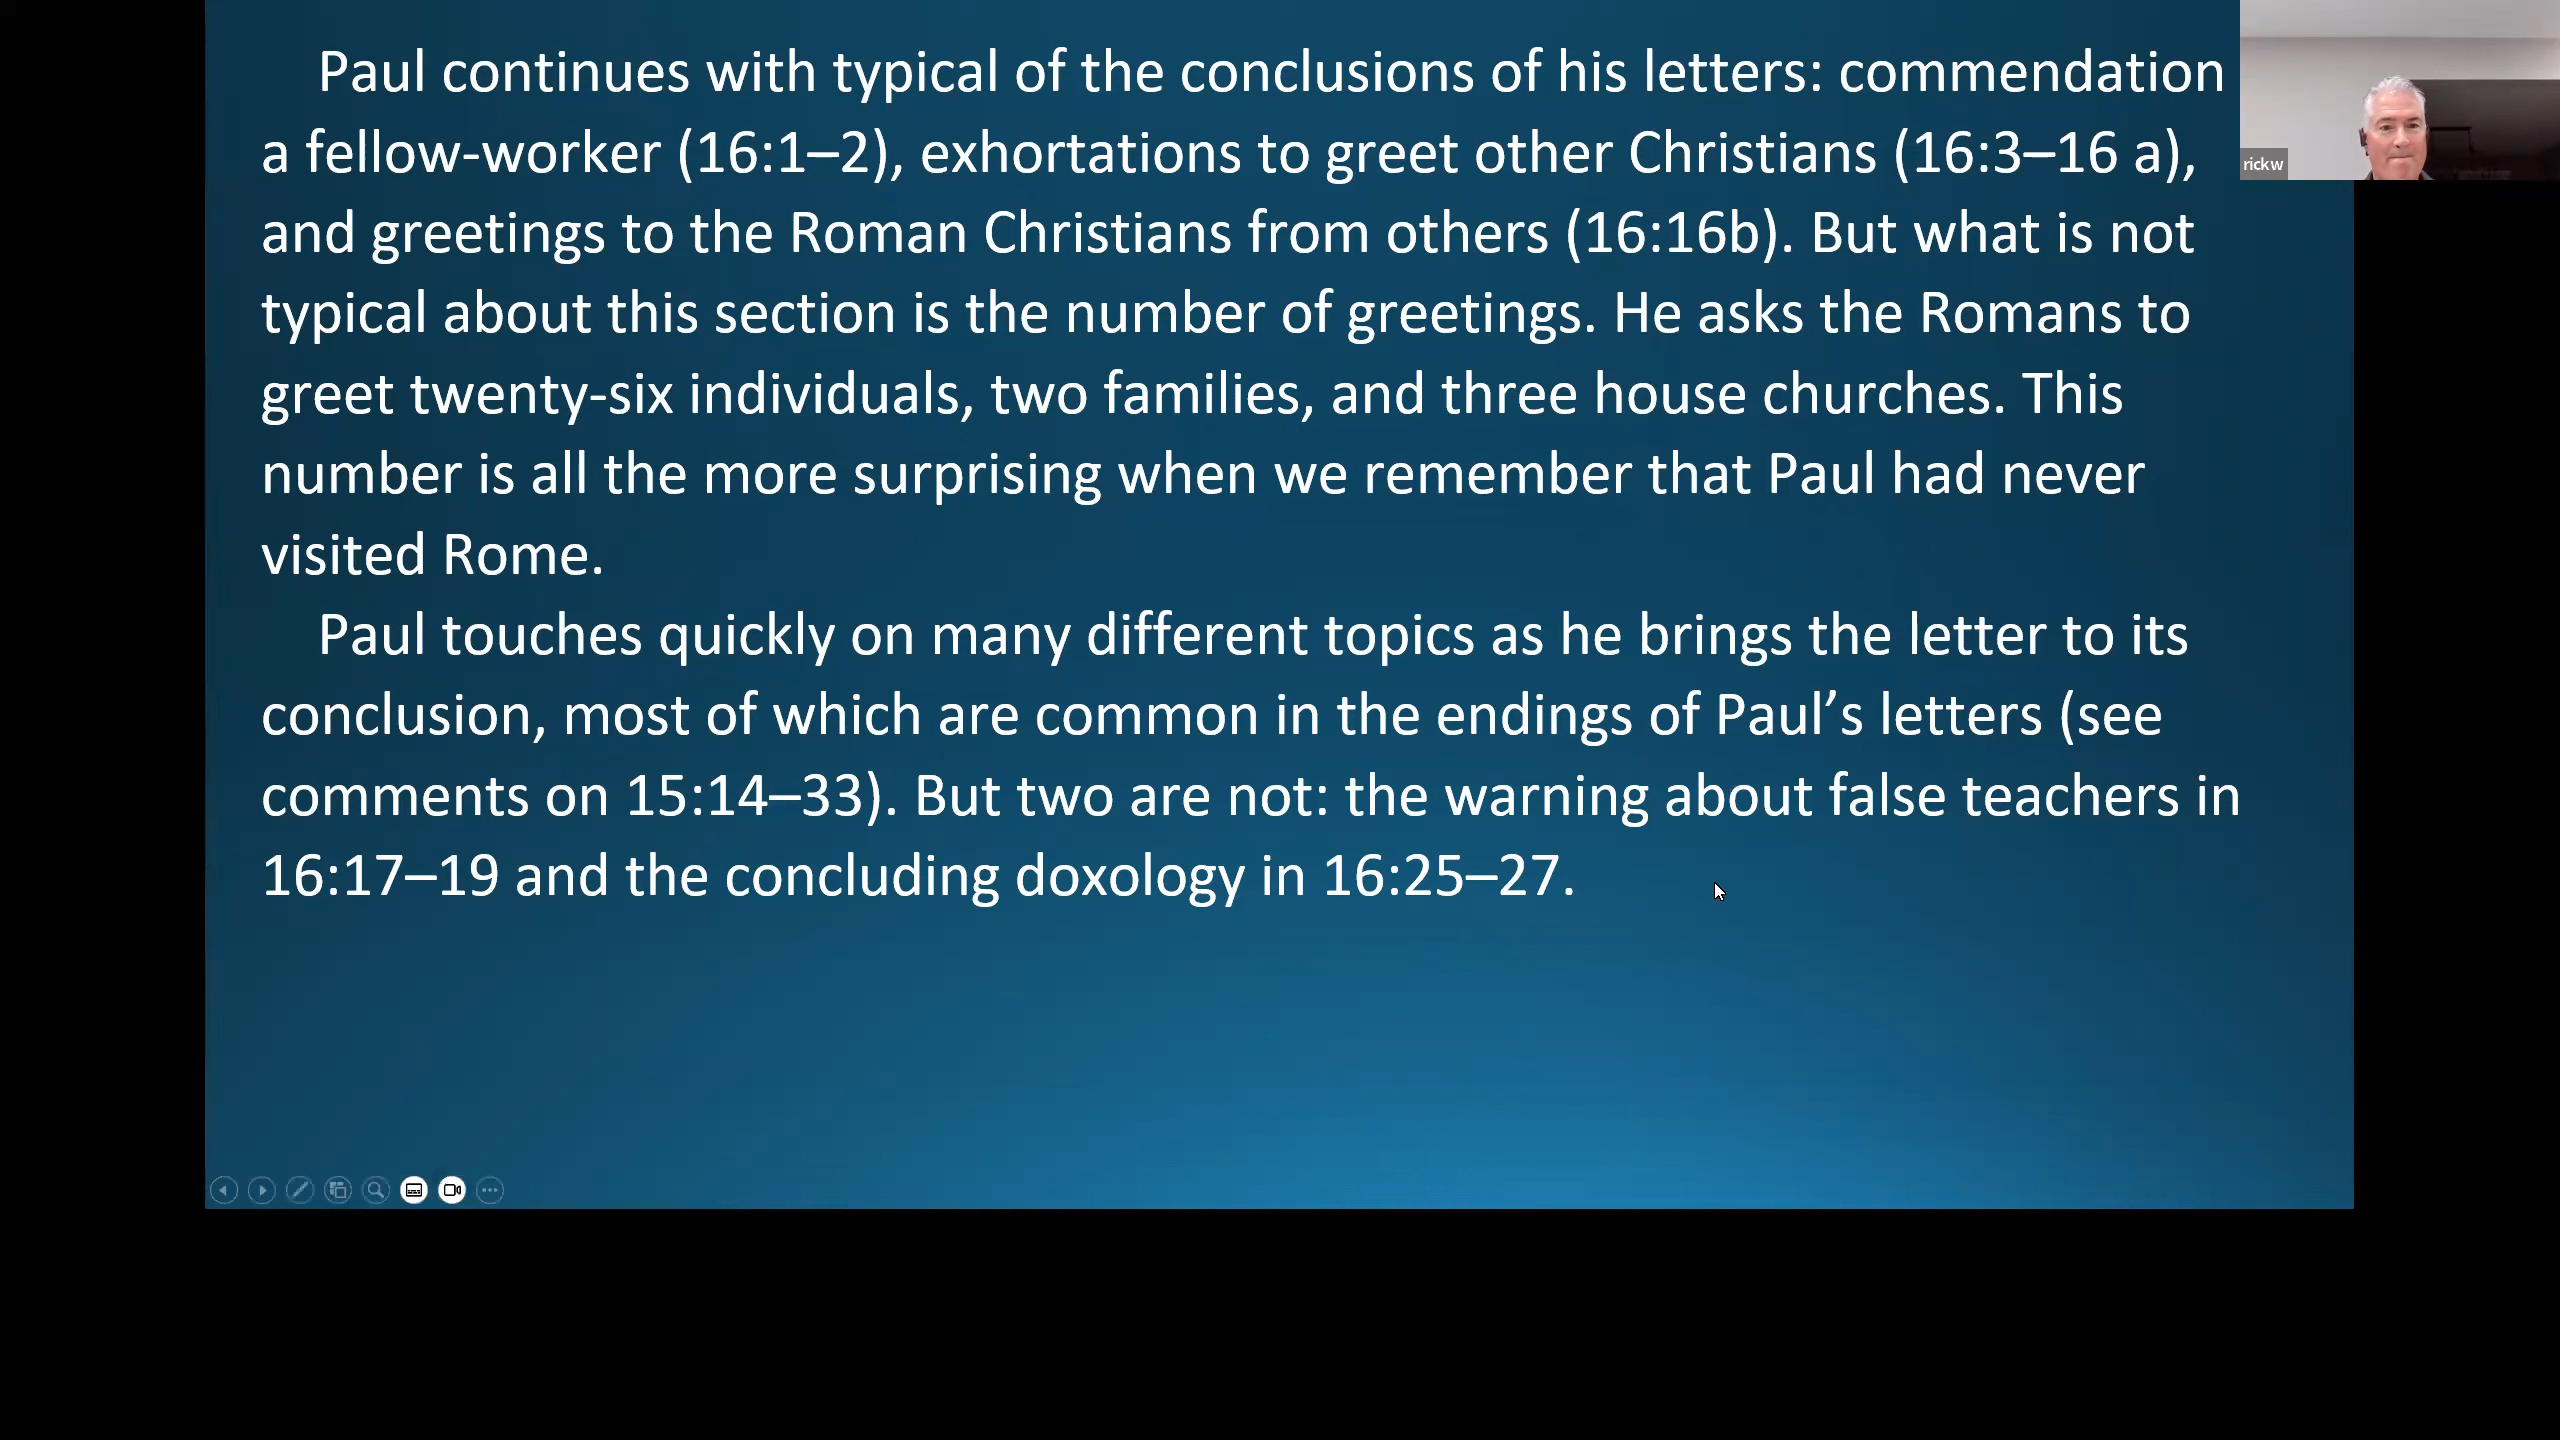 Paul continues with typical of the conclusions of his letters: commendation
a fellow-worker (16:1–2), exhortations to greet other Christians (16:3–16 a),
and greetings to the Roman Christians from others (16:16b). But what is not
typical about this section is the number of greetings. He asks the Romans to
greet twenty-six individuals, two families, and three house churches. This
number is all the more surprising when we remember that Paul had never
visited Rome.
Paul touches quickly on many different topics as he brings the letter to its
conclusion, most of which are common in the endings of Paul’s letters (see
comments on 15:14–33). But two are not: the warning about false teachers in
16:17–19 and the concluding doxology in 16:25–27.
rickw